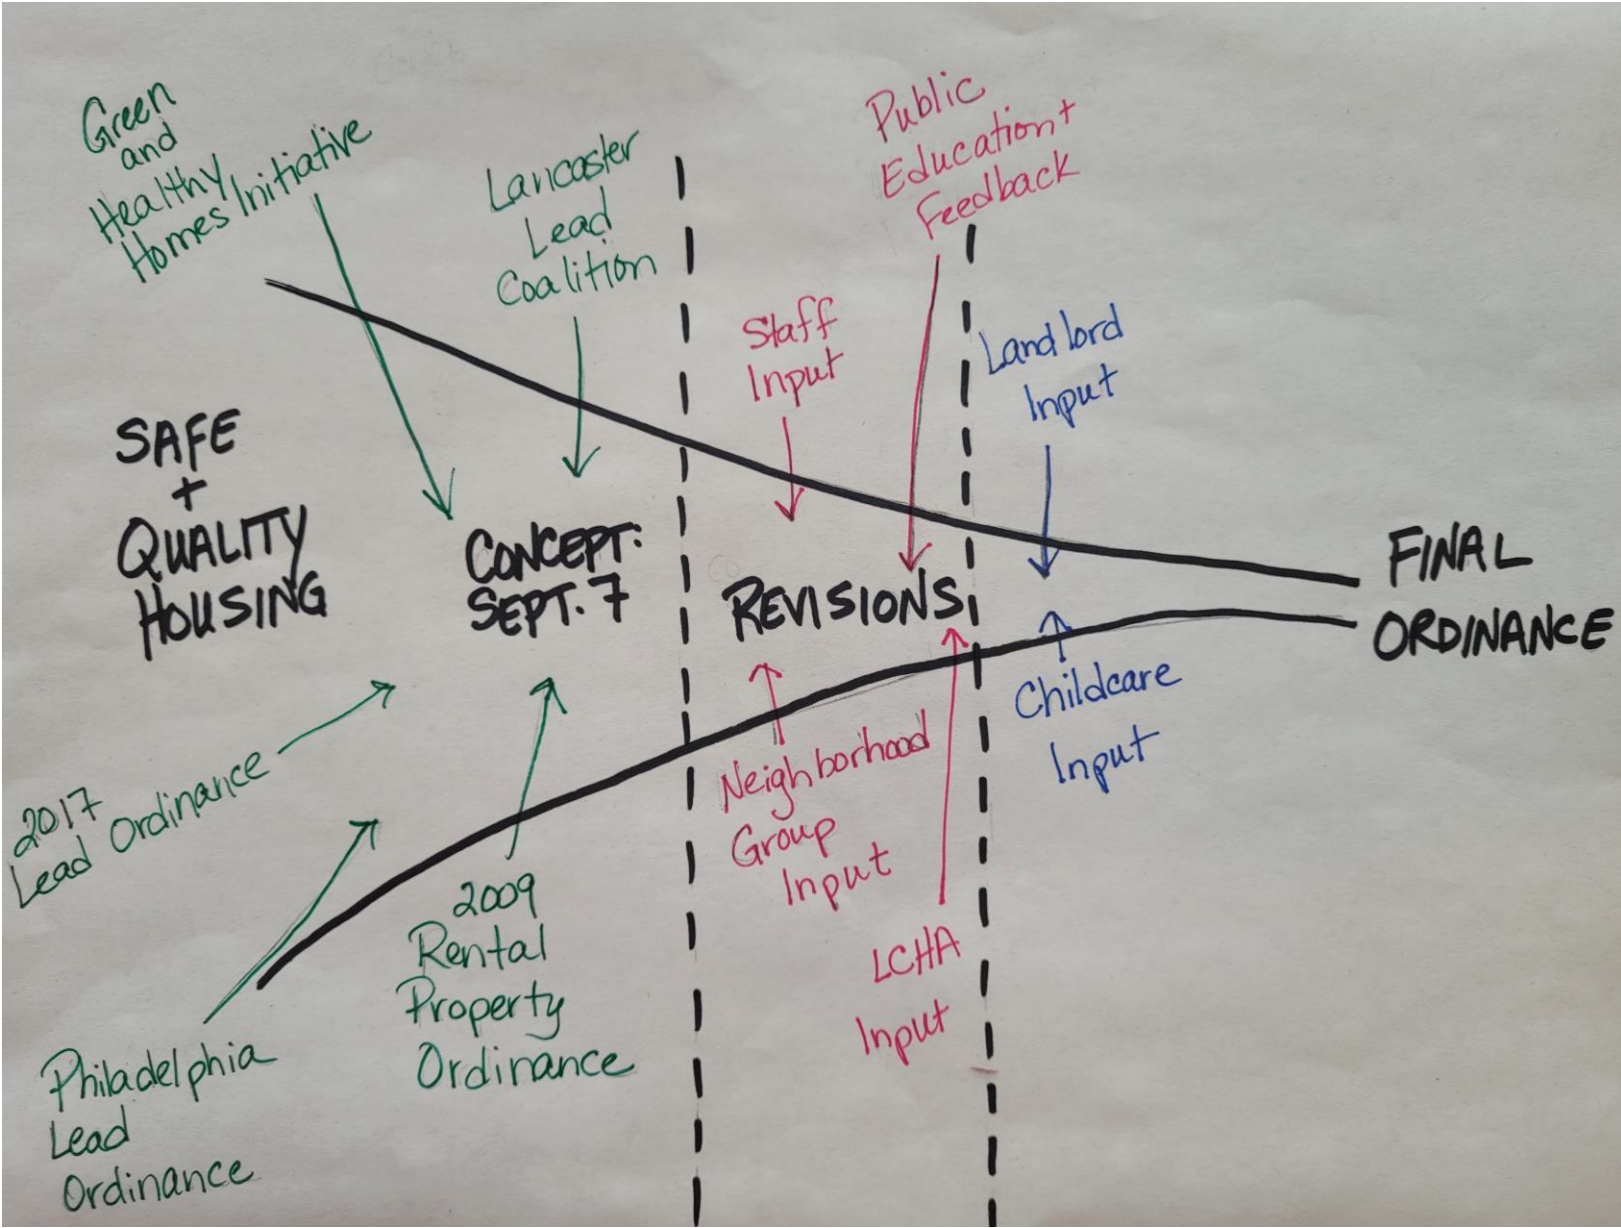 Green
and
Healthy
Homes Initiative
Lancaster
Lead
Coalition
Public
Education +
Feedback
Staff
Input
Landlord
Input
SAFE
+
QUALITY
HOUSING
CONCEPT:
SEPT. 7
REVISIONS
FINAL
ORDINANCE
2017
Lead Ordinance
Philadelphia
Lead
Ordinance
2009
Rental
Property
Ordinance
Neighborhood
Group
Input
LCHA
Input
Childcare
Input